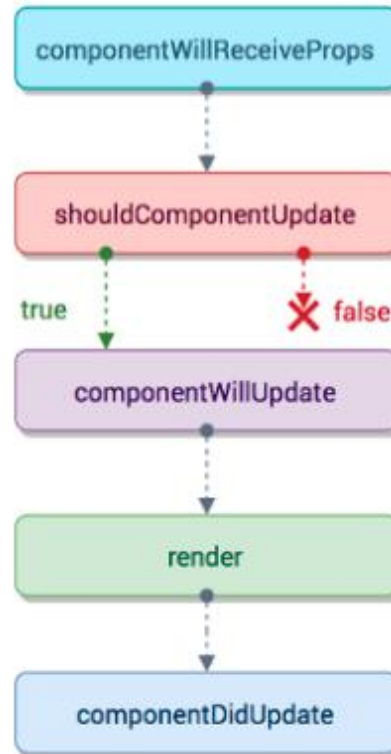 componentWillReceiveProps
shouldComponentUpdate
true
false
componentWillUpdate
render
componentDidUpdate